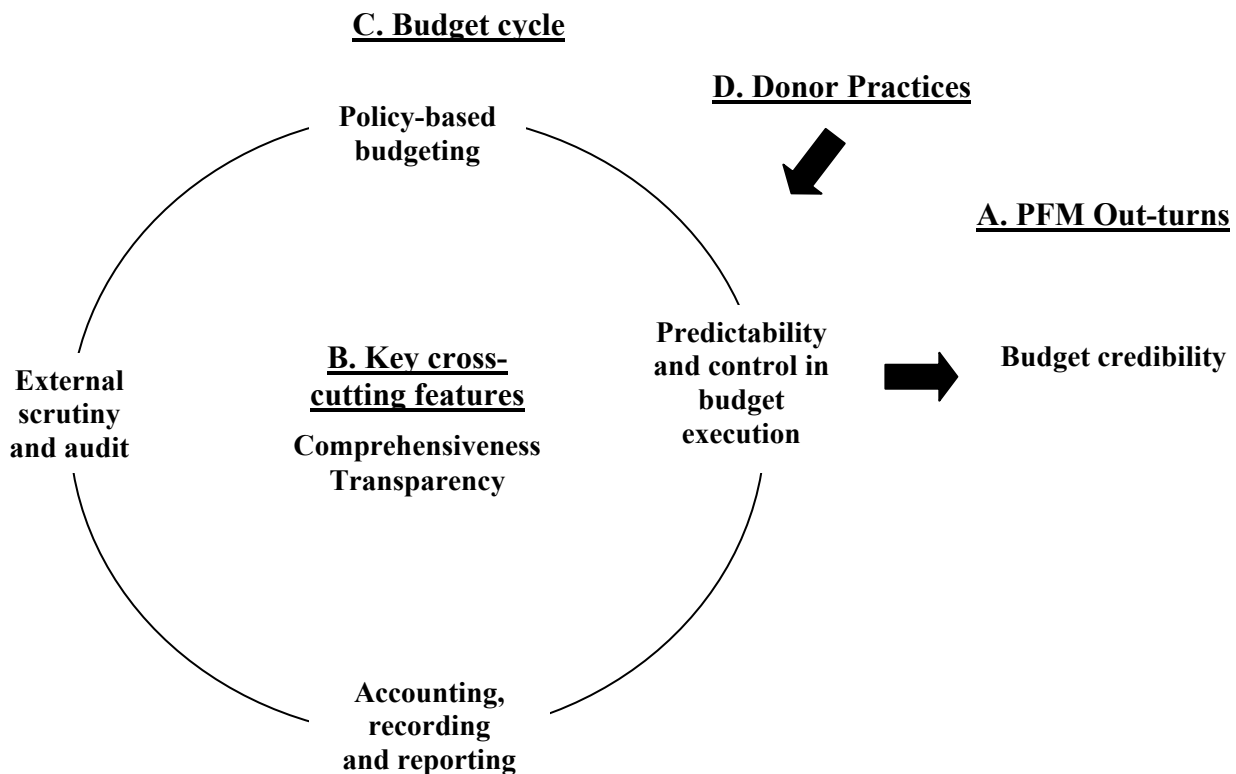 C. Budget cycle
D. Donor Practices
Policy-based
budgeting
A. PFM Out-turns
Predictability
and control in
budget
execution
Budget credibility
B. Key cross-
cutting features
Comprehensiveness
Transparency
External
scrutiny
and audit
Accounting,
recording
and reporting